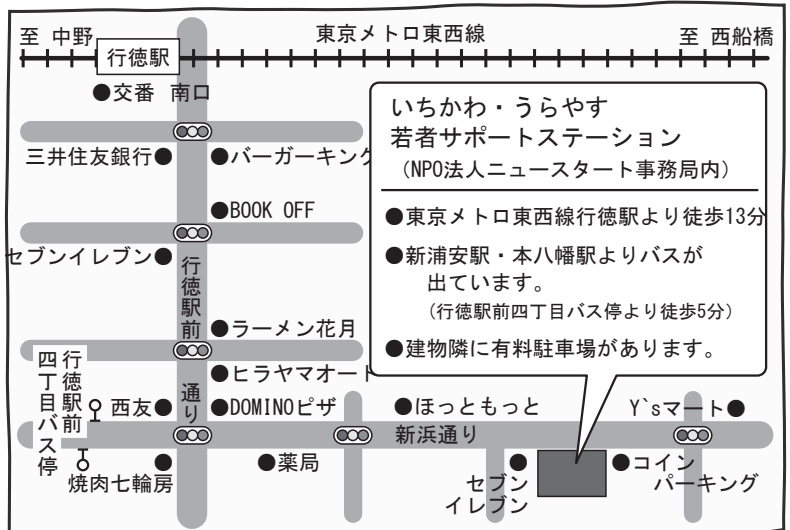 至 中野
東京メトロ東西線
至 西船橋
行徳駅
●交番 南口
三井住友銀行●
●バーガーキング
●BOOK OFF
セブンイレブン●
行徳駅前通り
●ラーメン花月
●ヒラヤマオート
行徳駅前
四丁目バス停
西友●
●DOMINOピザ
●ほっともっと
Y`sマート●
新浜通り
焼肉七輪房
●薬局
セブン
イレブン
●コイン
パーキング
いちかわ・うらやす
若者サポートステーション
(NPO法人ニュースタート事務局内)
●東京メトロ東西線行徳駅より徒歩13分
●新浦安駅・本八幡駅よりバスが
出ています。
(行徳駅前四丁目バス停より徒歩5分)
●建物隣に有料駐車場があります。